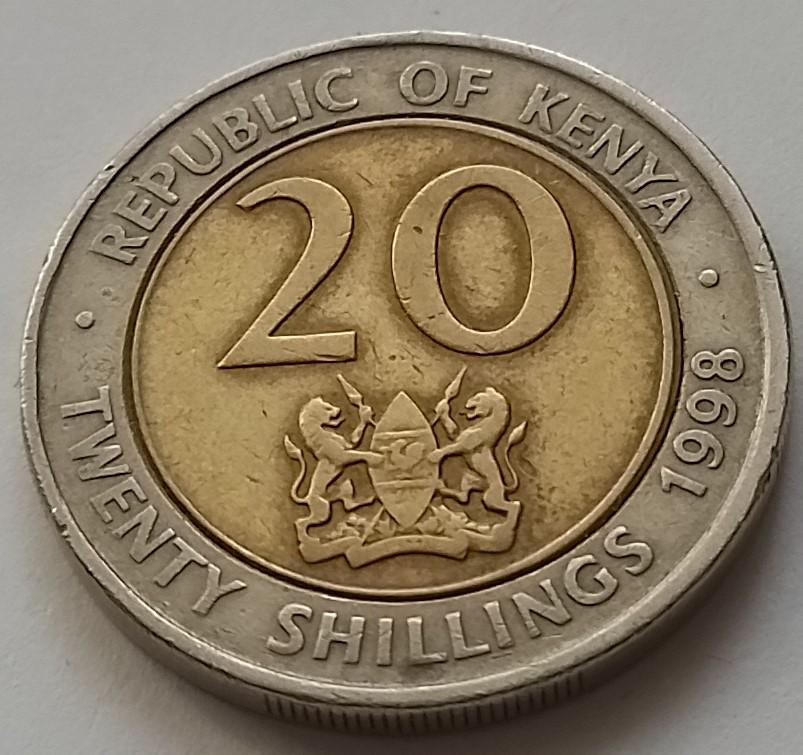 REPUBLIC OF KENYA
20
TWENTY SHILLINGS 1998